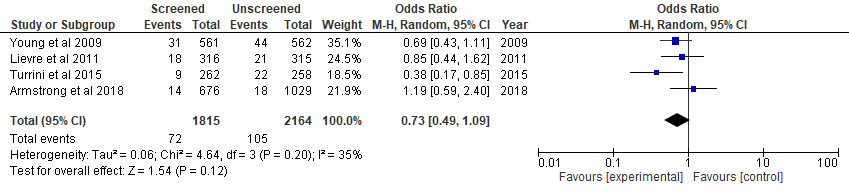 Screened Unscreened Odds Ratio Odds Ratio
Study or Subgroup Events Total Events Total Weight M-H, Random, 95% CI Year M-H, Random, 95% CI
Young et al 2009 31 561 44 562 35.1% 0.69 [0.43, 1.11] 2009
Lievre et al 2011 18 316 21 315 24.5% 0.85 [0.44, 1.62] 2011
Turrini et al 2015 9 262 22 258 18.5% 0.38 [0.17, 0.85] 2015
Armstrong et al 2018 14 676 18 1029 21.9% 1.19 [0.59, 2.40] 2018
Total (95% CI) 1815 2164 100.0% 0.73 [0.49, 1.09]
Total events 72 105
Heterogeneity: Tau² = 0.06; Chi² = 4.64, df = 3 (P = 0.20); I² = 35%
Test for overall effect: Z = 1.54 (P = 0.12)
0.01 0.1 1 10 100
Favours [experimental] Favours [control]